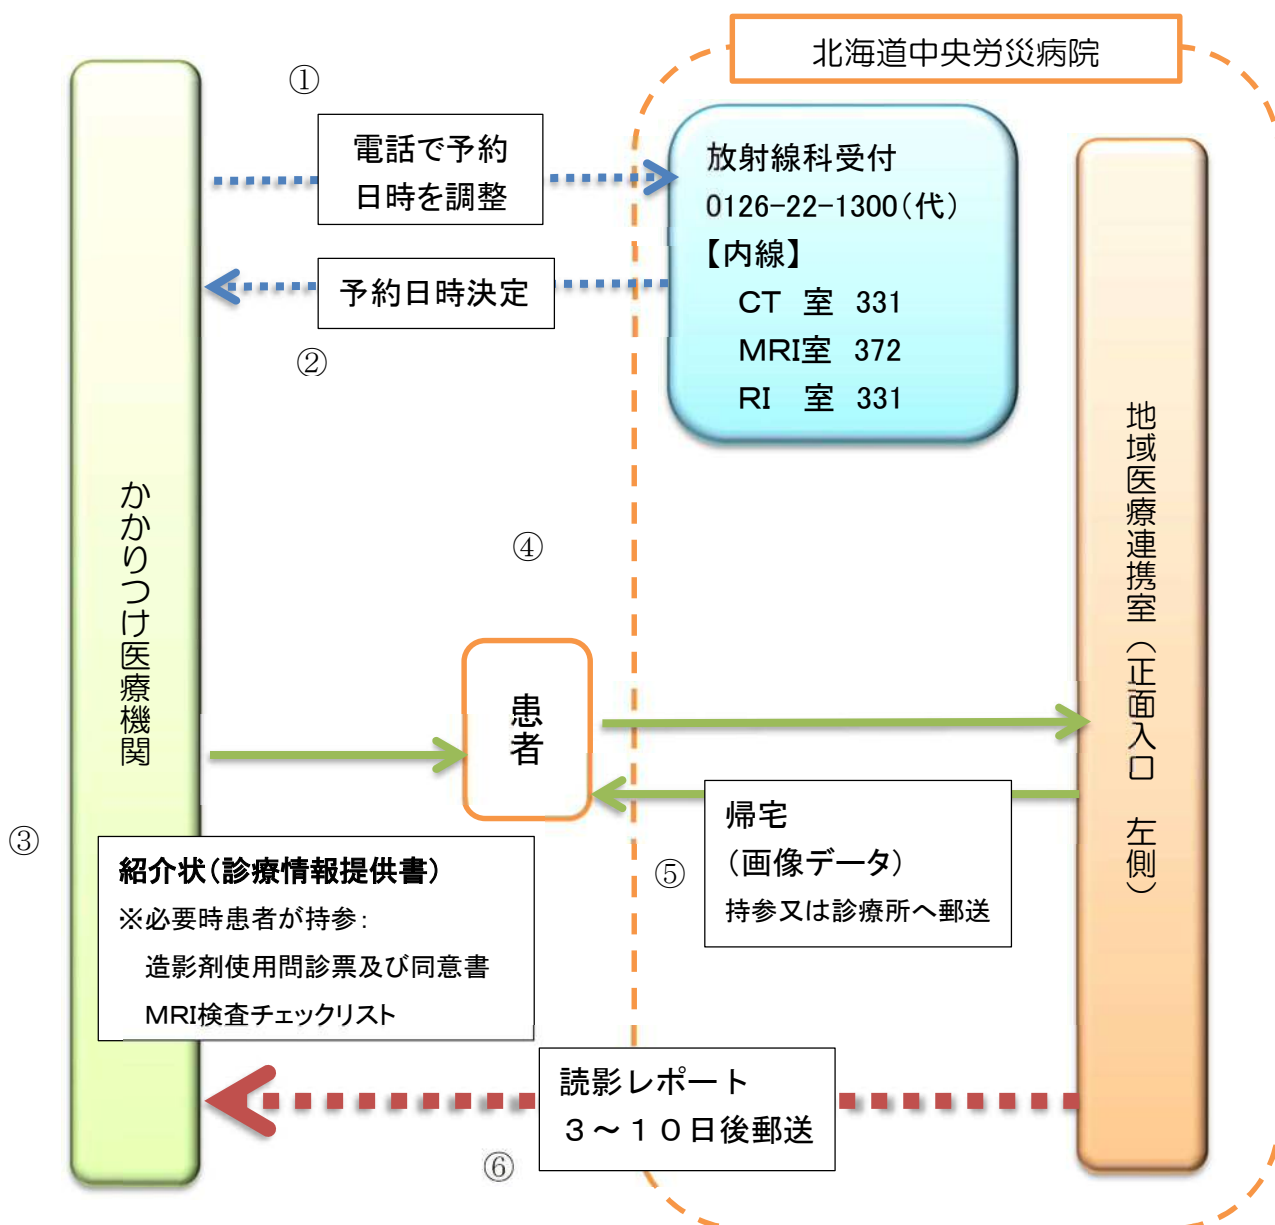 北海道中央労災病院
①
電話で予約
日時を調整
放射線科受付
0126-22-1300(代)
【内線】
CT 室 331
MRI室 372
RI 室 331
予約日時決定
②
かかりつけ医療機関
地域医療連携室(正面入口 左側)
④
患者
③
紹介状(診療情報提供書)
※必要時患者が持参:
造影剤使用問診票及び同意書
MRI検査チェックリスト
⑤
帰宅
(画像データ)
持参又は診療所へ郵送
読影レポート
3~10日後郵送
⑥